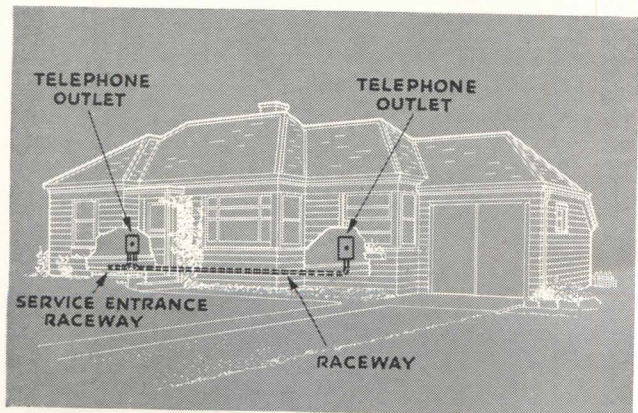 TELEPHONE
OUTLET
TELEPHONE
OUTLET
SERVICE ENTRANCE
RACEWAY
RACEWAY